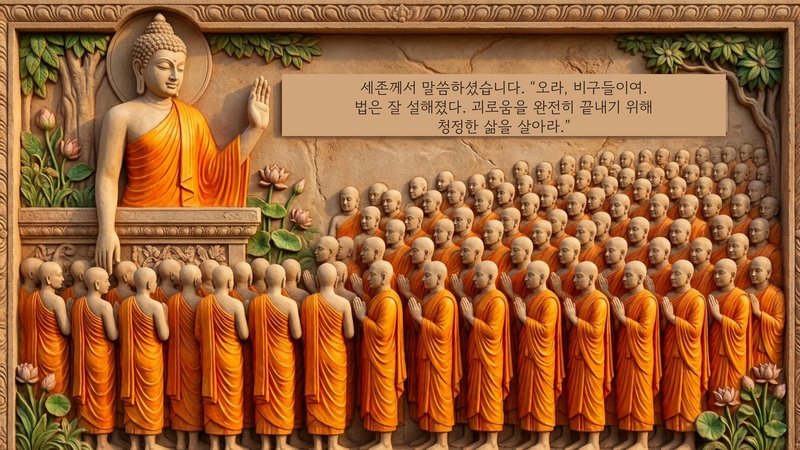 세존께서 말씀하셨습니다. “오라, 비구들이여.
법은 잘 설해졌다. 괴로움을 완전히 끝내기 위해
청정한 삶을 살아라.”